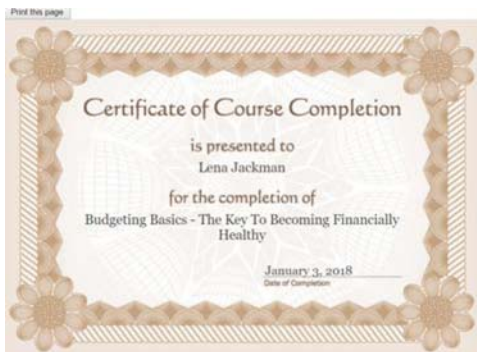 Print this page
Certificate of Course Completion
is presented to
Lena Jackman
for the completion of
Budgeting Basics - The Key To Becoming Financially
Healthy
January 3, 2018
Date of Completion